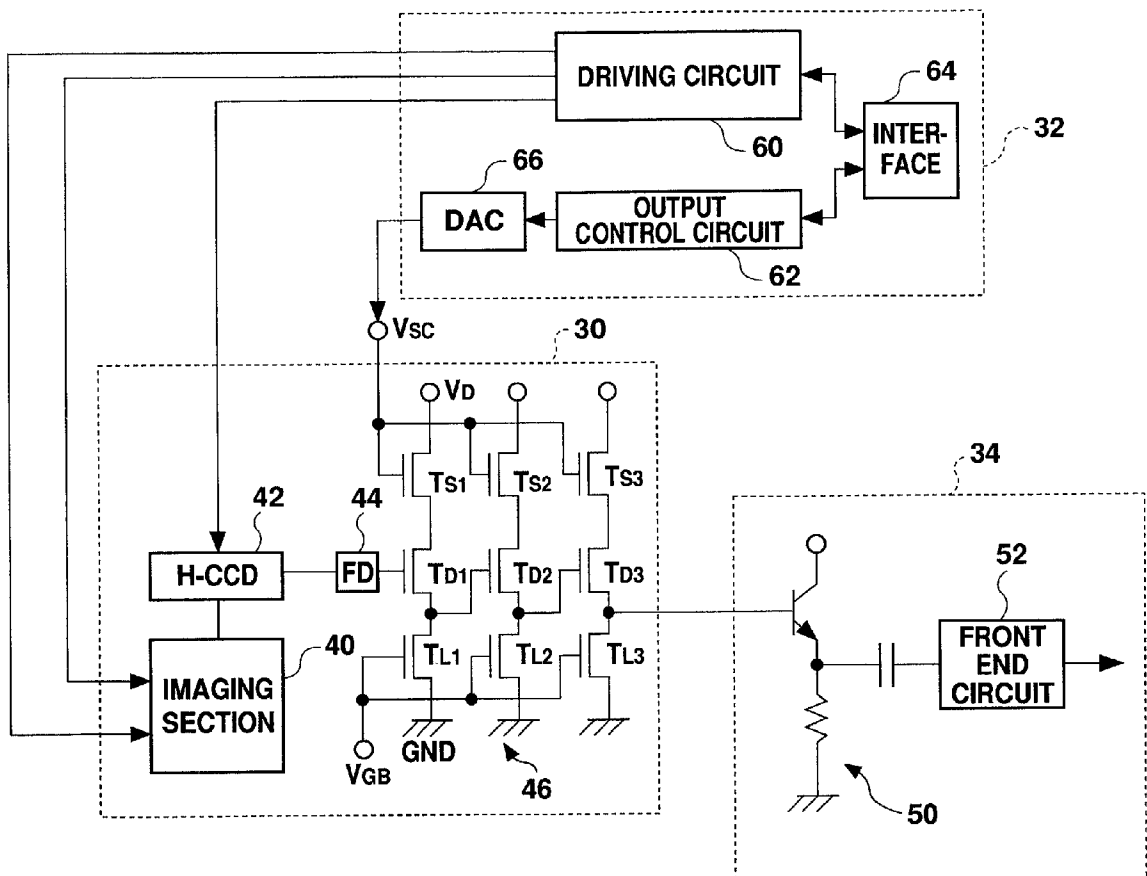 DRIVING CIRCUIT
60
64
INTER-
FACE
32
66
DAC
OUTPUT
CONTROL CIRCUIT
62
VSC
30
VD
TS1
TS2
TS3
34
42
44
H-CCD
FD
TD1
TD2
TD3
52
40
IMAGING
SECTION
TL1
TL2
TL3
FRONT
END
CIRCUIT
GND
VGB
46
50